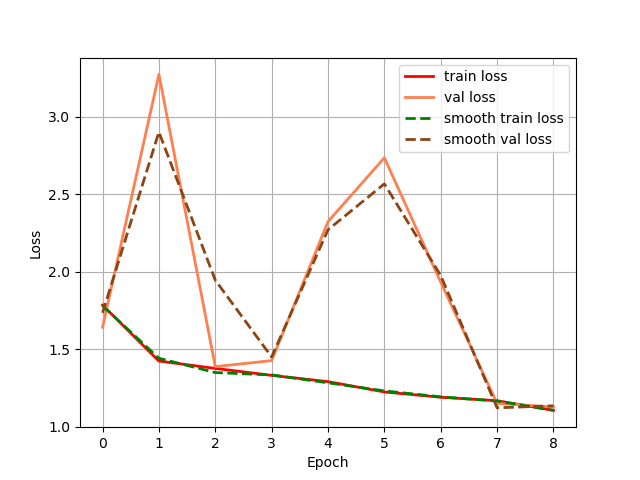 train loss
val loss
smooth train loss
smooth val loss
3.0
2.5
2.0
1.5
1.0
Loss
0 1 2 3 4 5 6 7 8
Epoch